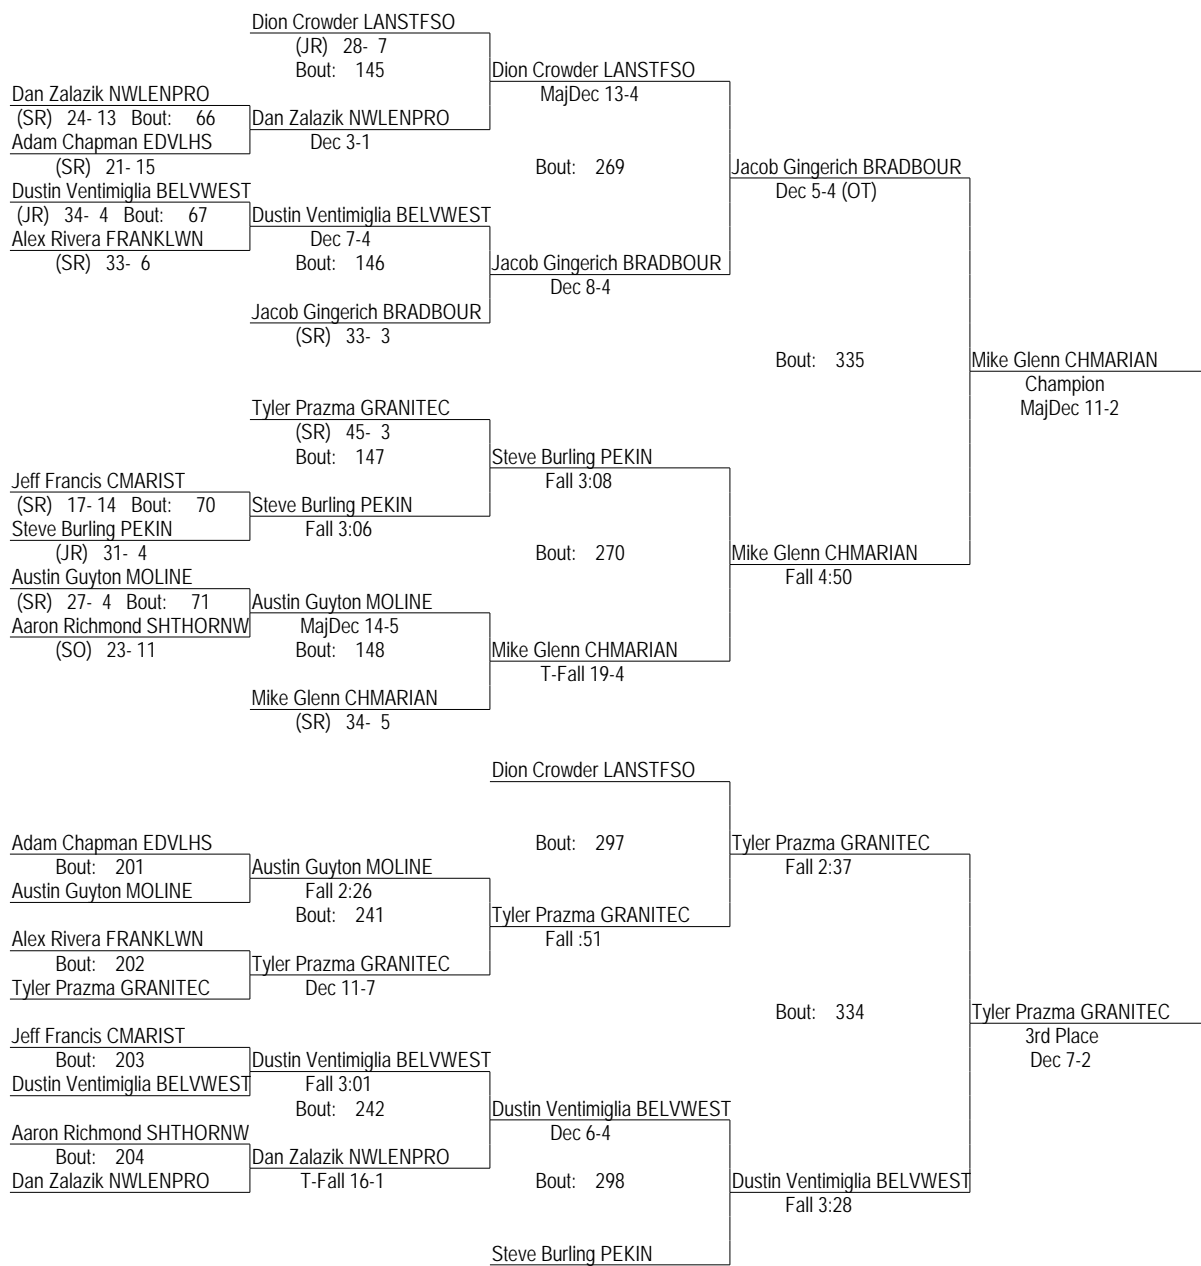 Dion Crowder LANSTFSO
(JR) 28- 7
Bout: 145
Dion Crowder LANSTFSO
MajDec 13-4
Dan Zalazik NWLENPRO
(SR) 24- 13 Bout: 66
Dan Zalazik NWLENPRO
Adam Chapman EDVLHS
Dec 3-1
(SR) 21- 15
Bout: 269
Jacob Gingerich BRADBOUR
Dec 5-4 (OT)
Dustin Ventimiglia BELVWEST
(JR) 34- 4 Bout: 67
Dustin Ventimiglia BELVWEST
Alex Rivera FRANKLWN
Dec 7-4
(SR) 33- 6
Bout: 146
Jacob Gingerich BRADBOUR
Dec 8-4
Jacob Gingerich BRADBOUR
(SR) 33- 3
Bout: 335
Mike Glenn CHMARIAN
Champion
MajDec 11-2
Tyler Prazma GRANITEC
(SR) 45- 3
Bout: 147
Steve Burling PEKIN
Fall 3:08
Jeff Francis CMARIST
(SR) 17- 14 Bout: 70
Steve Burling PEKIN
Steve Burling PEKIN
Fall 3:06
(JR) 31- 4
Bout: 270
Mike Glenn CHMARIAN
Fall 4:50
Austin Guyton MOLINE
(SR) 27- 4 Bout: 71
Austin Guyton MOLINE
Aaron Richmond SHTHORNW
MajDec 14-5
(SO) 23- 11
Bout: 148
Mike Glenn CHMARIAN
T-Fall 19-4
Mike Glenn CHMARIAN
(SR) 34- 5
Dion Crowder LANSTFSO
Adam Chapman EDVLHS
Bout: 297
Tyler Prazma GRANITEC
Bout: 201
Austin Guyton MOLINE
Fall 2:37
Austin Guyton MOLINE
Fall 2:26
Bout: 241
Tyler Prazma GRANITEC
Fall :51
Alex Rivera FRANKLWN
Bout: 202
Tyler Prazma GRANITEC
Tyler Prazma GRANITEC
Dec 11-7
Bout: 334
Tyler Prazma GRANITEC
3rd Place
Dec 7-2
Jeff Francis CMARIST
Bout: 203
Dustin Ventimiglia BELVWEST
Dustin Ventimiglia BELVWEST
Fall 3:01
Bout: 242
Dustin Ventimiglia BELVWEST
Dec 6-4
Aaron Richmond SHTHORNW
Bout: 204
Dan Zalazik NWLENPRO
Dan Zalazik NWLENPRO
T-Fall 16-1
Bout: 298
Dustin Ventimiglia BELVWEST
Fall 3:28
Steve Burling PEKIN